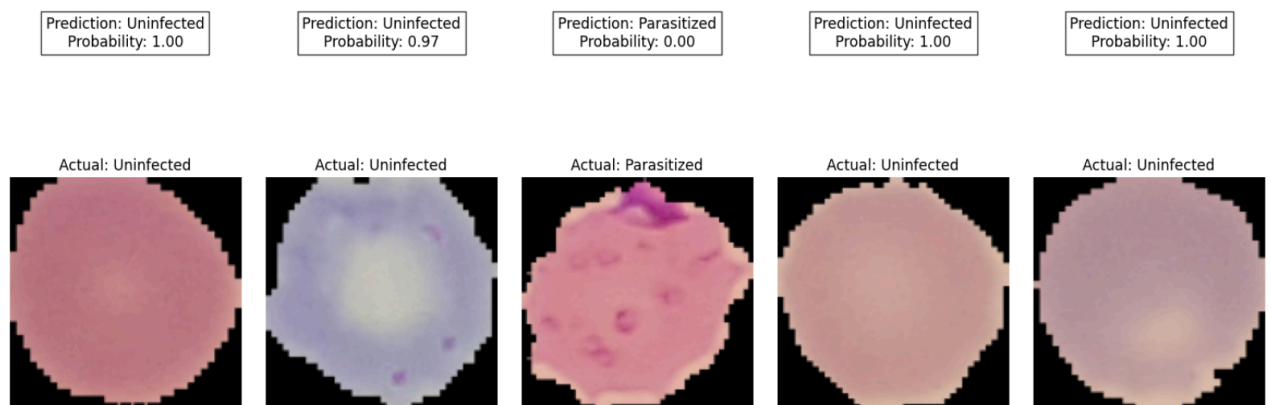 Prediction: Uninfected
Probability: 1.00
Prediction: Uninfected
Probability: 0.97
Prediction: Parasitized
Probability: 0.00
Prediction: Uninfected
Probability: 1.00
Prediction: Uninfected
Probability: 1.00
Actual: Uninfected
Actual: Uninfected
Actual: Parasitized
Actual: Uninfected
Actual: Uninfected